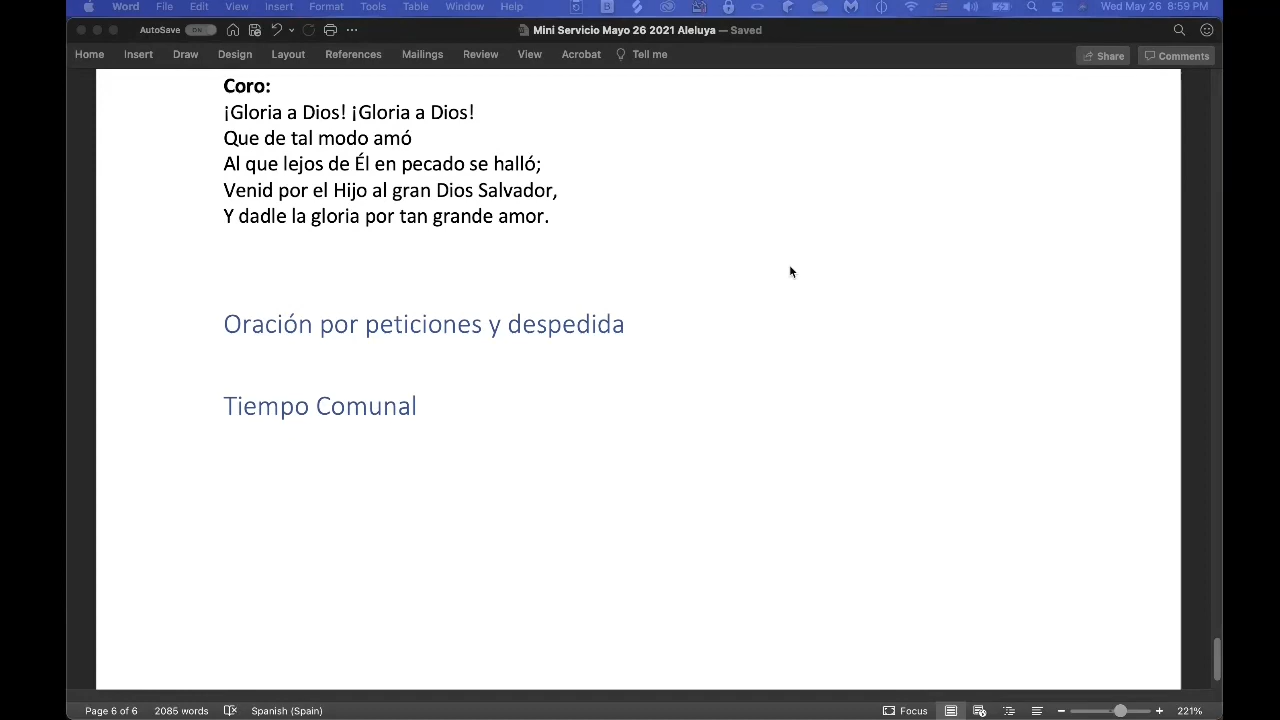 Word File Edit View Insert Format Tools Table Window Help Wed May 26 8:59 PM
AutoSave ON Mini Servicio Mayo 26 2021 Aleluya — Saved
Home Insert Draw Design Layout References Mailings Review View Acrobat Tell me Share Comments
Coro:
¡Gloria a Dios! ¡Gloria a Dios!
Que de tal modo amó
Al que lejos de Él en pecado se halló;
Venid por el Hijo al gran Dios Salvador,
Y dadle la gloria por tan grande amor.
Oración por peticiones y despedida
Tiempo Comunal
Page 6 of 6 2085 words Spanish (Spain) Focus 221%